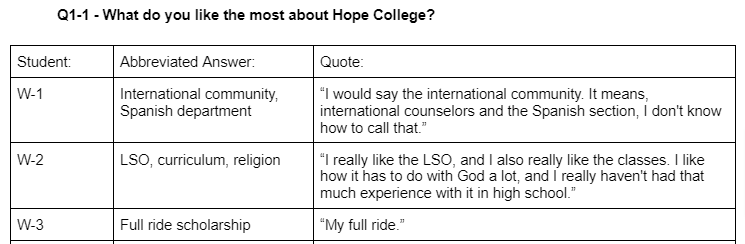 Q1-1 - What do you like the most about Hope College?
Student: Abbreviated Answer: Quote:
W-1 International community, "I would say the international community. It means,
Spanish department international counselors and the Spanish section, I don't know
how to call that."
W-2 LSO, curriculum, religion "I really like the LSO, and I also really like the classes. I like
how it has to do with God a lot, and I really haven't had that
much experience with it in high school."
W-3 Full ride scholarship "My full ride."